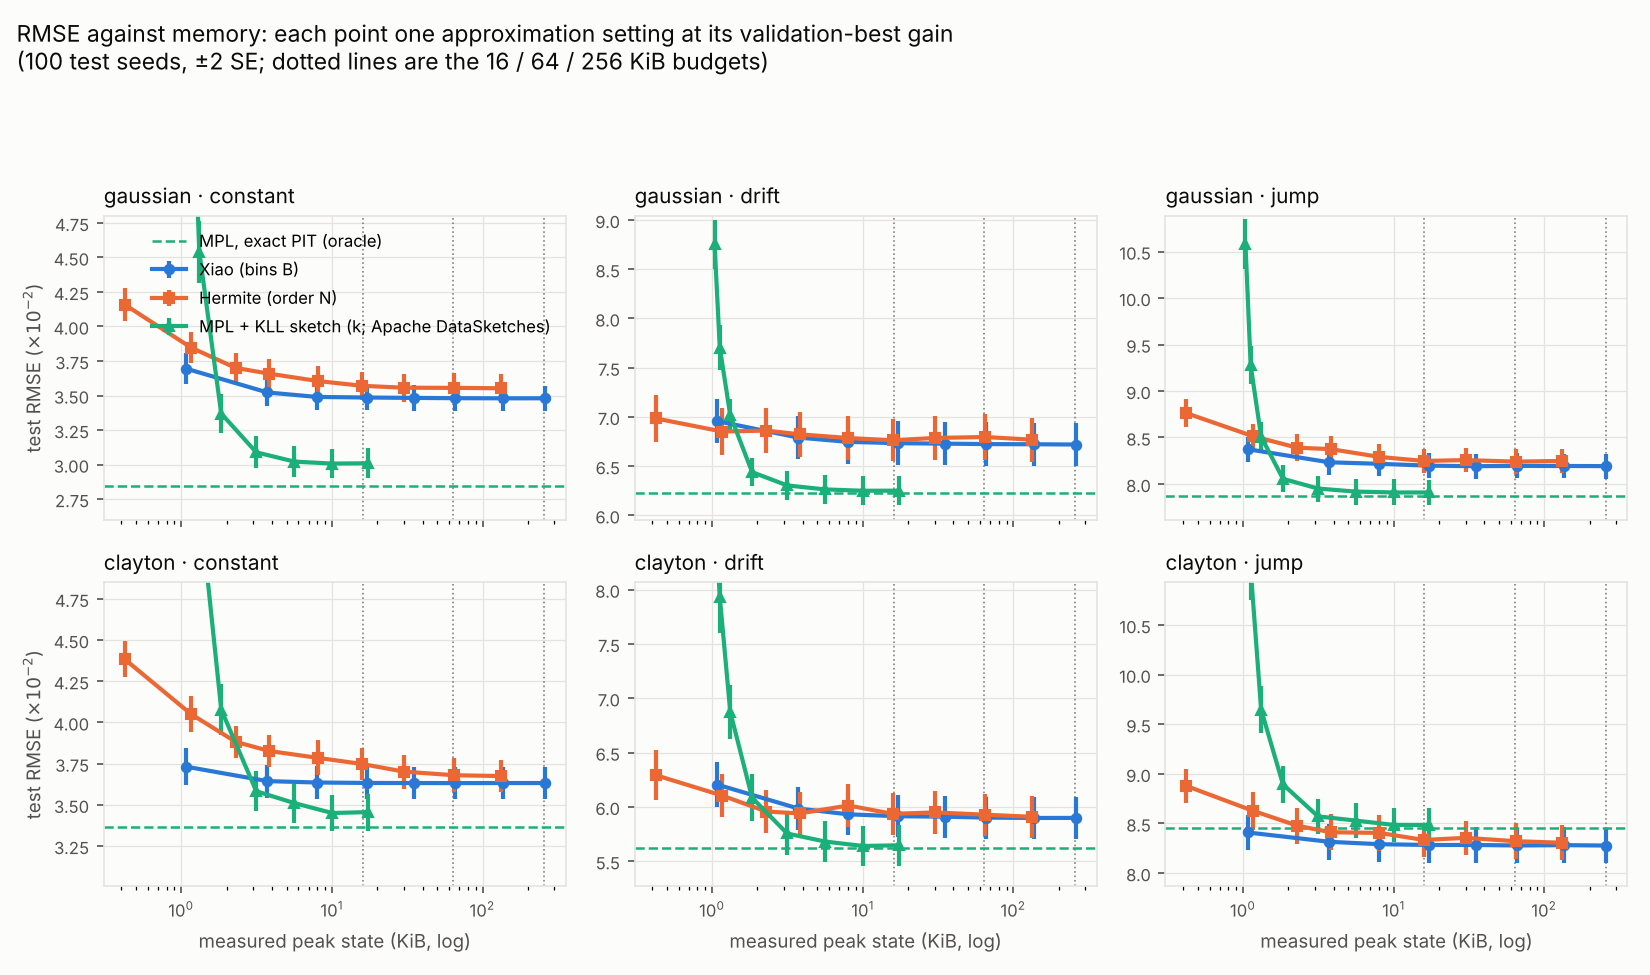 RMSE against memory: each point one approximation setting at its validation-best gain
(100 test seeds, ±2 SE; dotted lines are the 16 / 64 / 256 KiB budgets)
gaussian · constant
test RMSE (×10⁻²)
4.75
4.50
4.25
4.00
3.75
3.50
3.25
3.00
2.75
MPL, exact PIT (oracle)
Xiao (bins B)
Hermite (order N)
MPL + KLL sketch (k; Apache DataSketches)
gaussian · drift
9.0
8.5
8.0
7.5
7.0
6.5
6.0
gaussian · jump
10.5
10.0
9.5
9.0
8.5
8.0
clayton · constant
test RMSE (×10⁻²)
4.75
4.50
4.25
4.00
3.75
3.50
3.25
10⁰ 10¹ 10²
measured peak state (KiB, log)
clayton · drift
8.0
7.5
7.0
6.5
6.0
5.5
10⁰ 10¹ 10²
measured peak state (KiB, log)
clayton · jump
10.5
10.0
9.5
9.0
8.5
8.0
10⁰ 10¹ 10²
measured peak state (KiB, log)